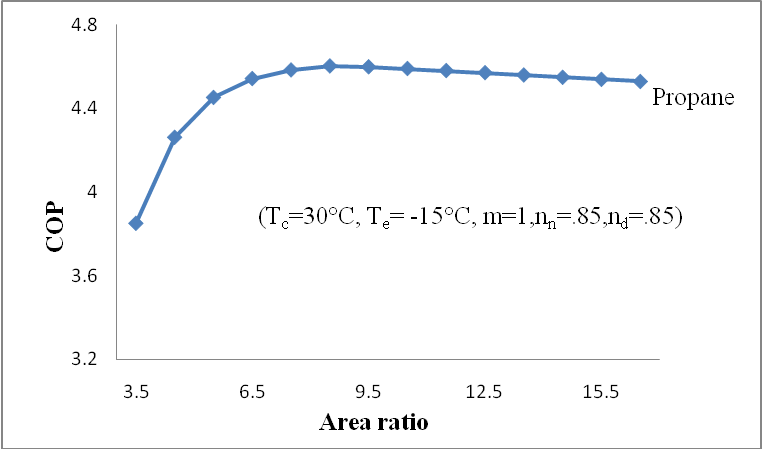 4.8
4.4
4
3.6
3.2
COP
Propane
(Tc=30°C, Te= -15°C, m=1,nn=.85,nd=.85)
3.5 6.5 9.5 12.5 15.5
Area ratio